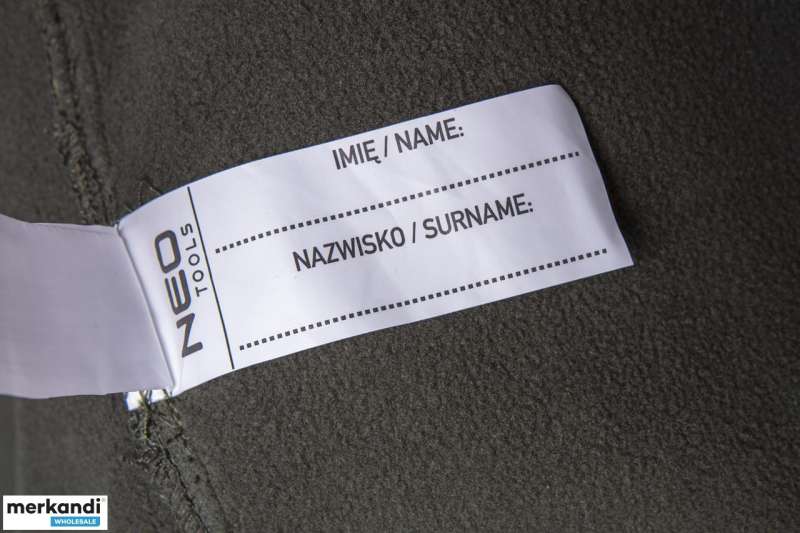 IMIĘ / NAME:
NAZWISKO / SURNAME:
NEO
TOOLS
merkandi
WHOLESALE